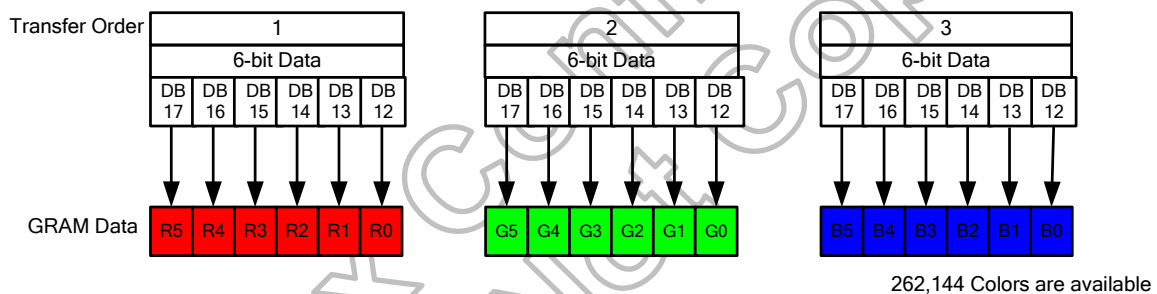 Transfer Order 1 2 3
6-bit Data 6-bit Data 6-bit Data
DB 17 DB 16 DB 15 DB 14 DB 13 DB 12 DB 17 DB 16 DB 15 DB 14 DB 13 DB 12 DB 17 DB 16 DB 15 DB 14 DB 13 DB 12
GRAM Data R5 R4 R3 R2 R1 R0 G5 G4 G3 G2 G1 G0 B5 B4 B3 B2 B1 B0
262,144 Colors are available